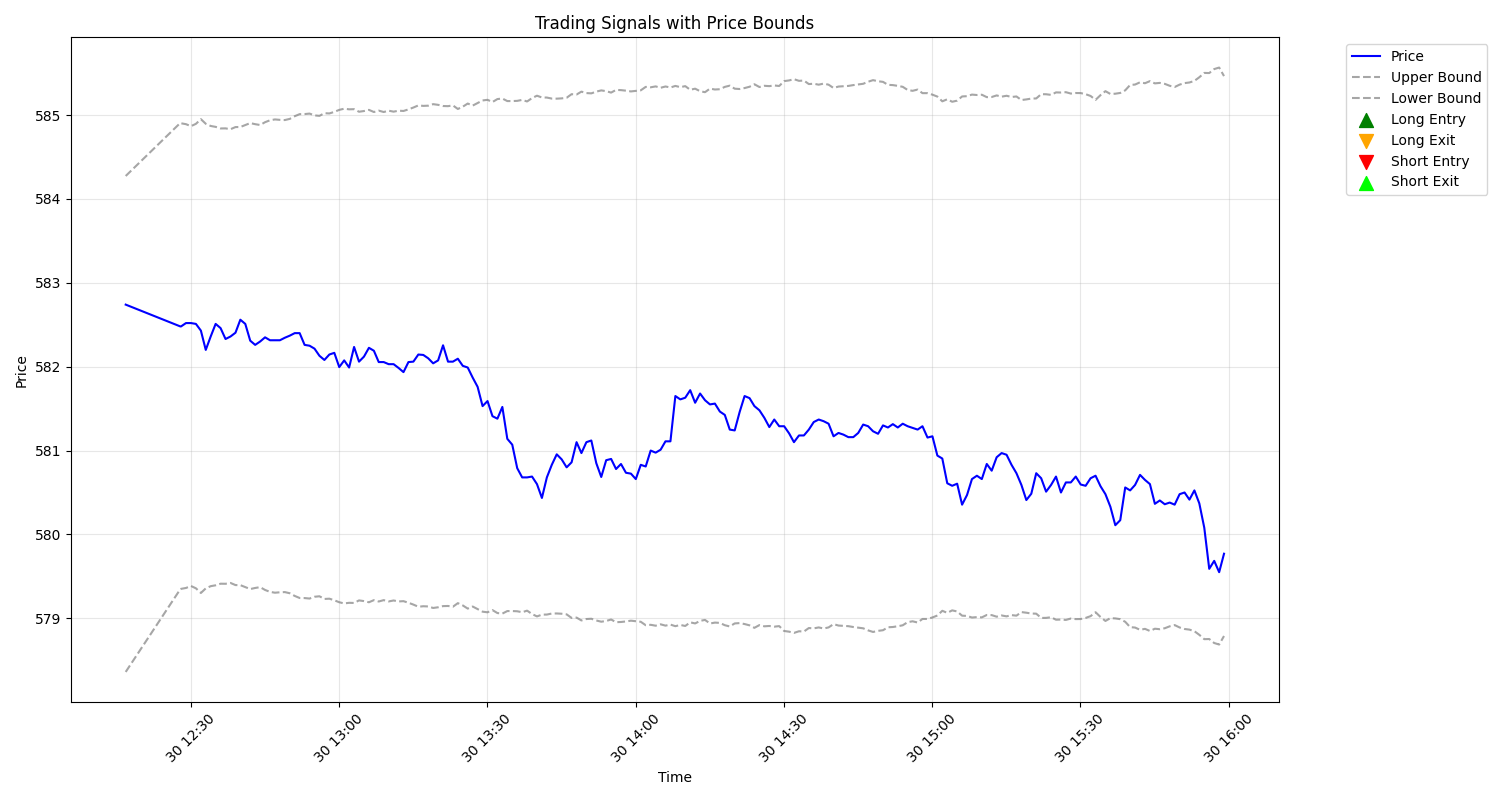 Trading Signals with Price Bounds
Price
Upper Bound
Lower Bound
Long Entry
Long Exit
Short Entry
Short Exit
585
584
583
582
581
580
579
Price
30 12:30
30 13:00
30 13:30
30 14:00
30 14:30
30 15:00
30 15:30
30 16:00
Time